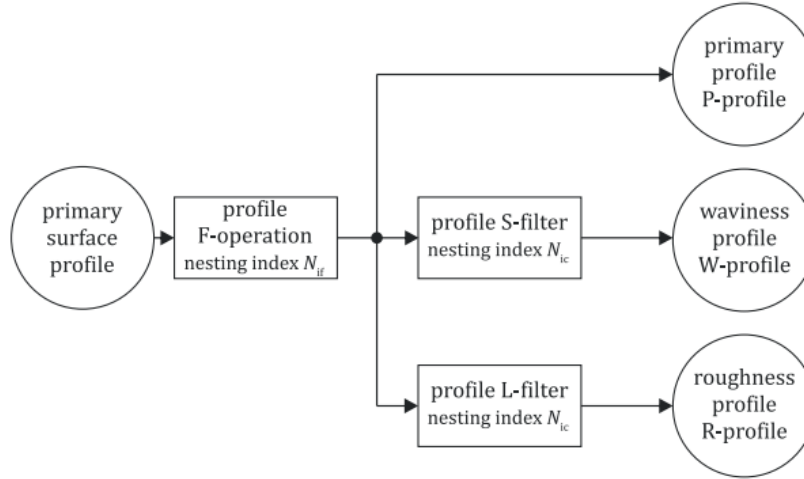 primary
profile
P-profile
primary
surface
profile
profile
F-operation
nesting index N_if
profile S-filter
nesting index N_ic
waviness
profile
W-profile
profile L-filter
nesting index N_ic
roughness
profile
R-profile